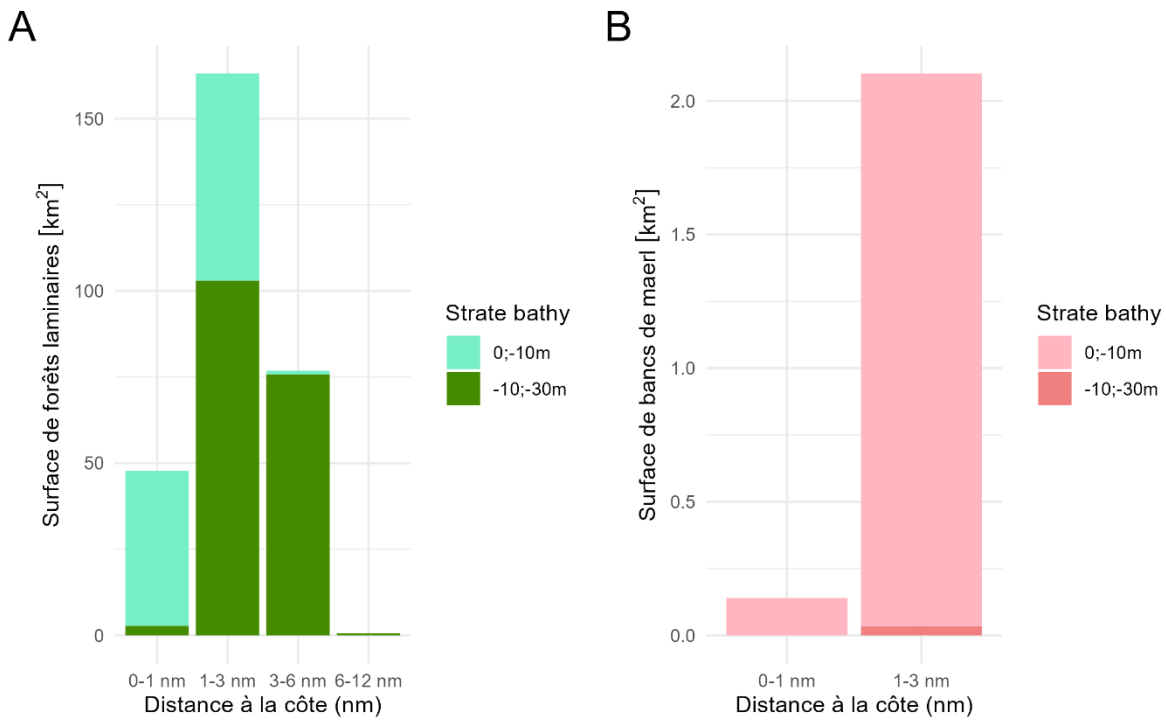 A
Surface de forêts laminaires [km²]
150
100
50
0
0-1 nm
1-3 nm
3-6 nm
6-12 nm
Distance à la côte (nm)
Strate bathy
0;-10m
-10;-30m
B
Surface de bancs de maerl [km²]
2.0
1.5
1.0
0.5
0.0
0-1 nm
1-3 nm
Distance à la côte (nm)
Strate bathy
0;-10m
-10;-30m